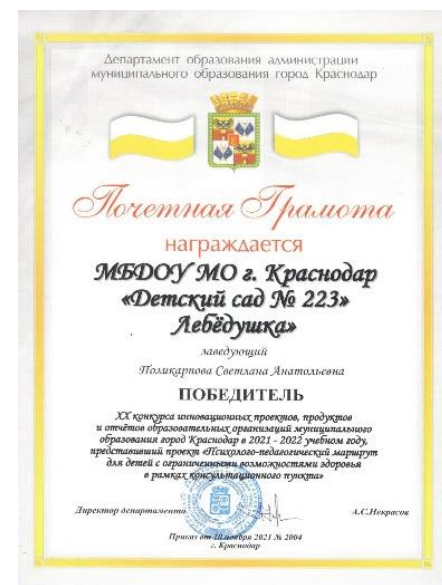 Департамент образования администрации
муниципального образования город Краснодар
Почетная Грамота
награждается
МБДОУ МО г. Краснодар
«Детский сад № 223»
Лебёдушка»
заведующий
Поликарпова Светлана Анатольевна
ПОБЕДИТЕЛЬ
XX конкурса инновационных проектов, продуктов
и отчётов образовательных организаций муниципального
образования город Краснодар в 2021 - 2022 учебном году,
представивший проект «Психолого-педагогический маршрут
для детей с ограниченными возможностями здоровья
в рамках консультационного пункта»
Директор департамента
А.С.Некрасов
Приказ от 18 ноября 2021 № 2004
г. Краснодар